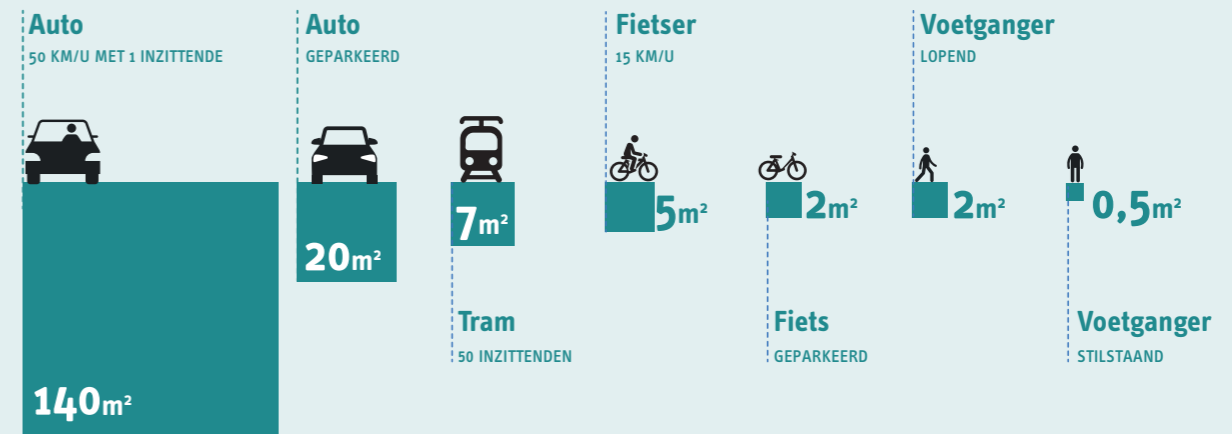 Auto
50 KM/U MET 1 INZITTENDE
140m²
Auto
GEPARKEERD
20m²
7m²
Tram
50 INZITTENDEN
Fietser
15 KM/U
5m²
2m²
Fiets
GEPARKEERD
Voetganger
LOPEND
2m²
0,5m²
Voetganger
STILSTAAND